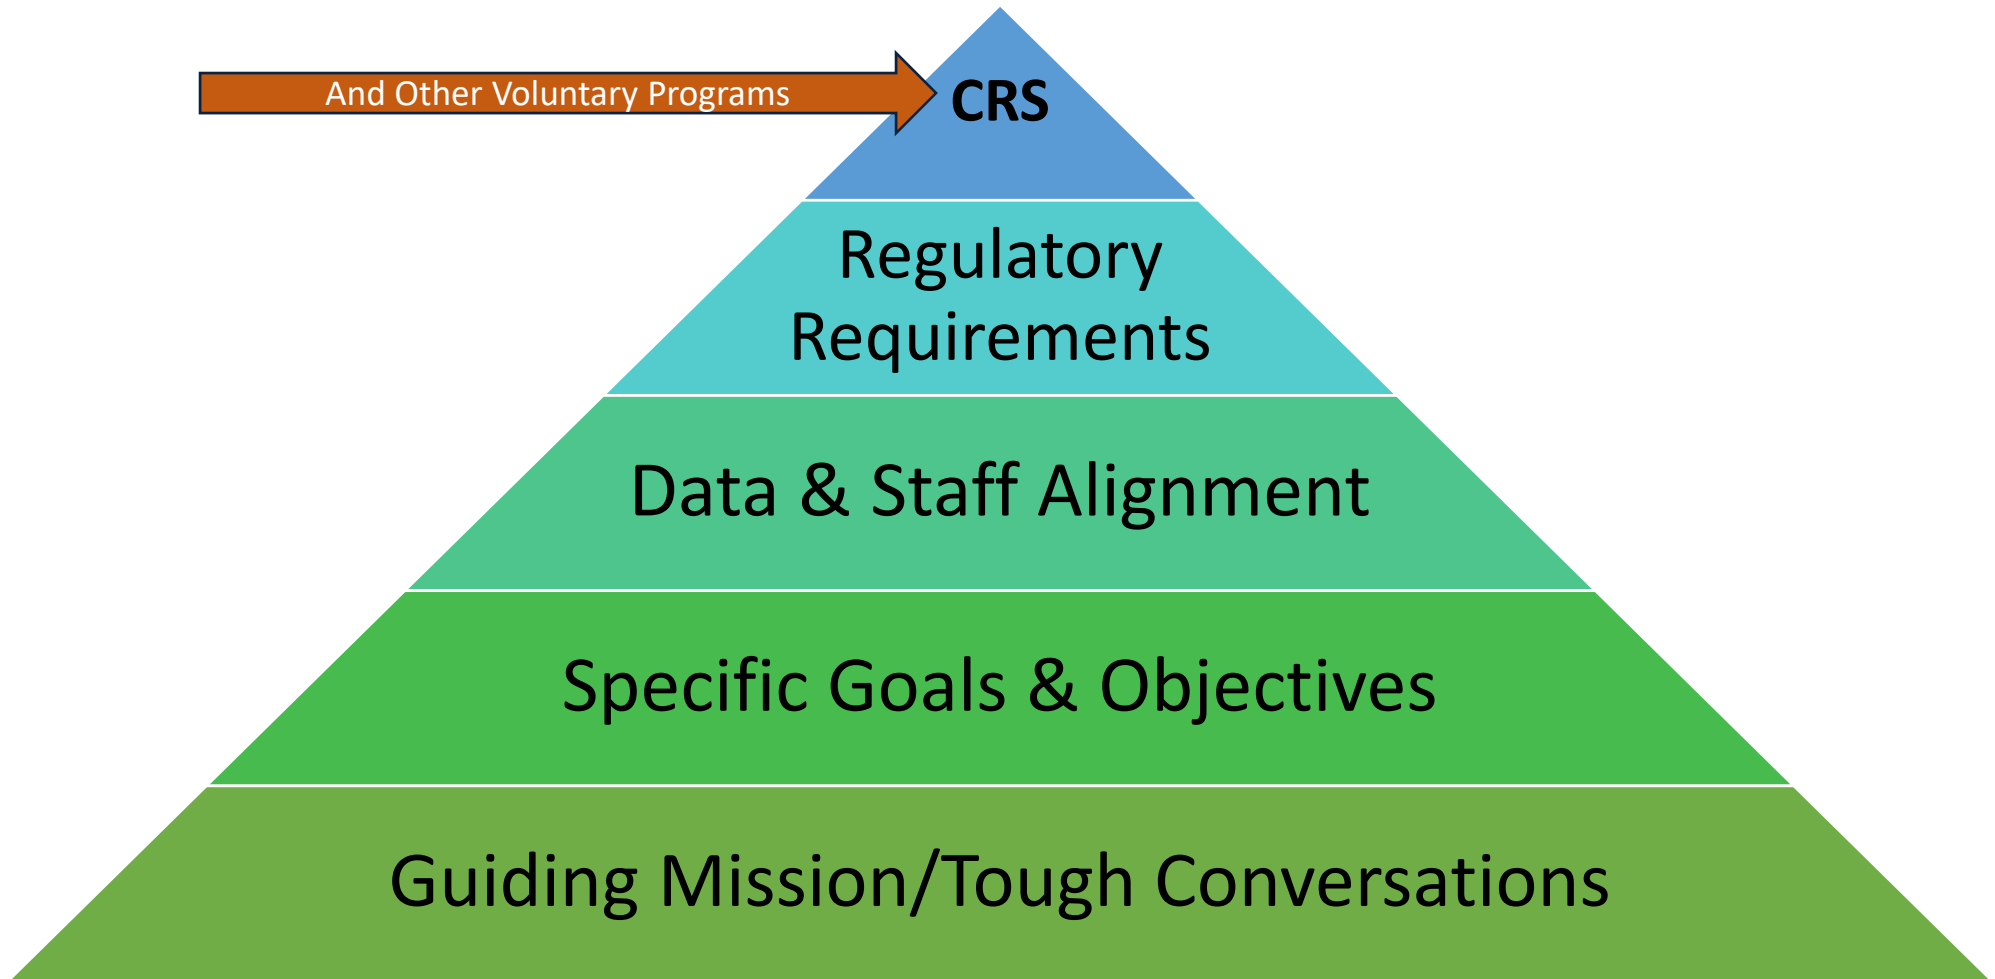 And Other Voluntary Programs
CRS
Regulatory
Requirements
Data & Staff Alignment
Specific Goals & Objectives
Guiding Mission/Tough Conversations